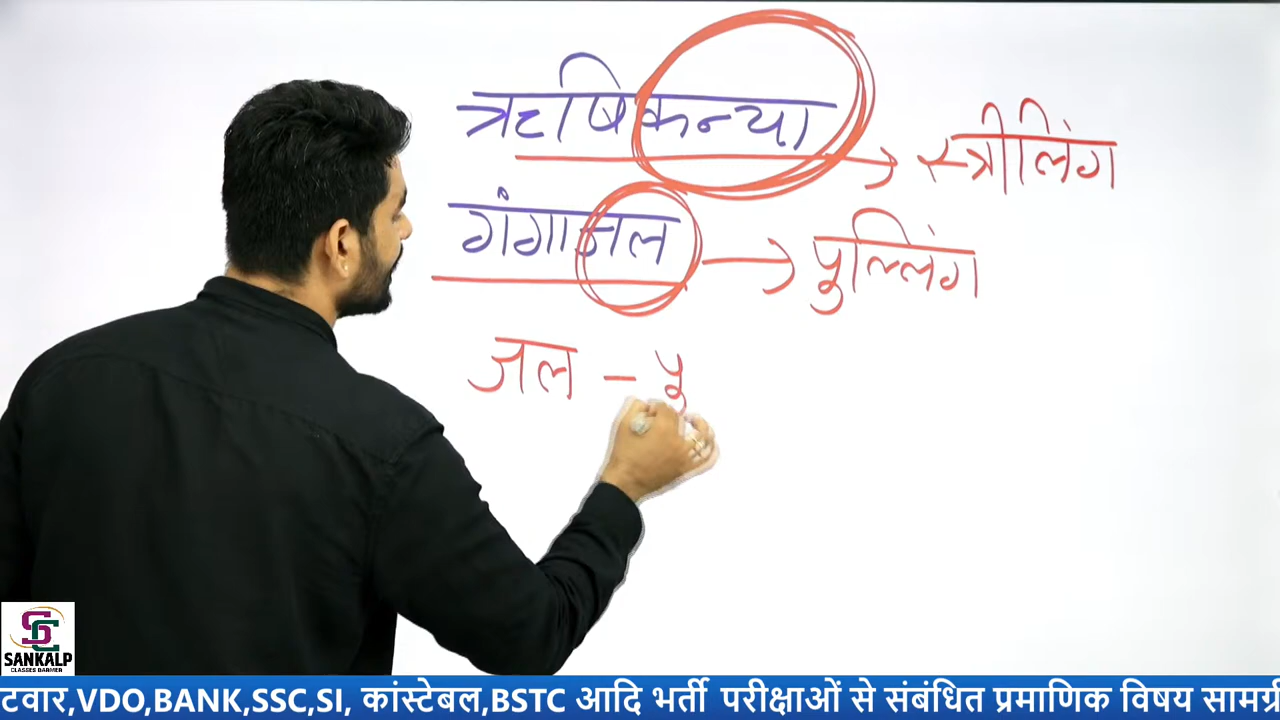 ऋषिकन्या → स्त्रीलिंग
गंगाजल → पुल्लिंग
जल – पु
SANKALP
CLASSES BARMER
टवार,VDO,BANK,SSC,SI, कांस्टेबल,BSTC आदि भर्ती परीक्षाओं से संबंधित प्रमाणिक विषय सामग्री